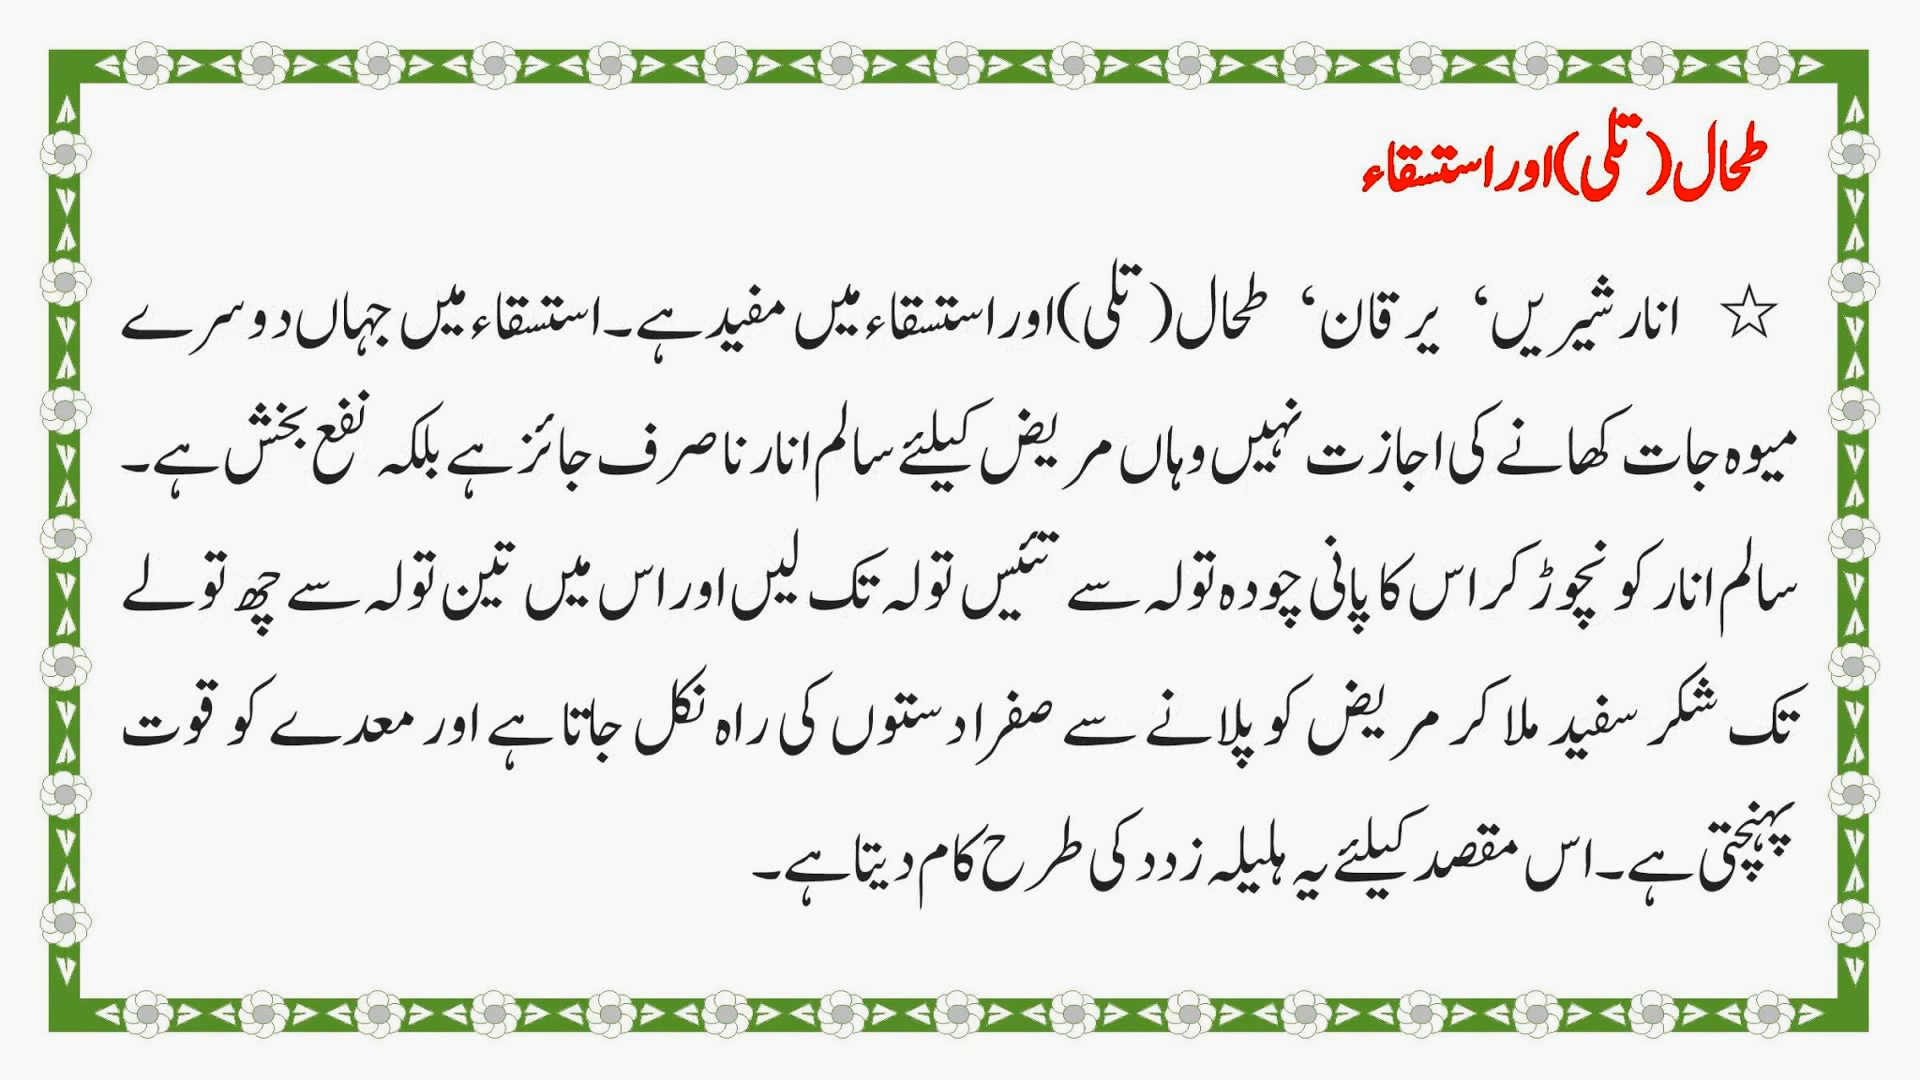 طحال(تلی)اور استسقاء
☆ انار شیریں‘ یرقان‘ طحال(تلی)اور استسقاء میں مفید ہے۔استسقاء میں جہاں دوسرے
میوہ جات کھانے کی اجازت نہیں وہاں مریض کیلئے سالم انار نا صرف جائز ہے بلکہ نفع بخش ہے۔
سالم انار کو نچوڑ کر اس کا پانی چودہ تولہ سے تئیس تولہ تک لیں اور اس میں تین تولہ سے چھ تولے
تک شکر سفید ملا کر مریض کو پلانے سے صفرا دستوں کی راہ نکل جاتا ہے اور معدے کو قوت
پہنچتی ہے۔اس مقصد کیلئے یہ ہلیلہ زدد کی طرح کام دیتا ہے۔